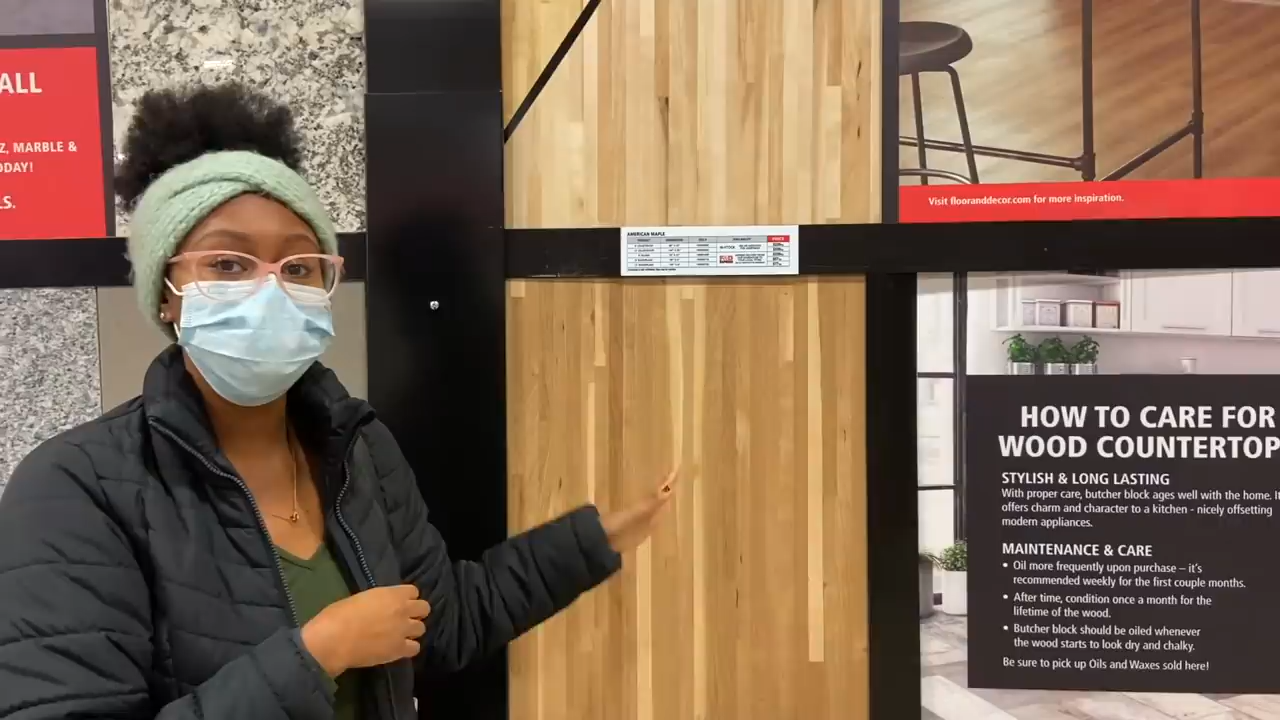 ALL
Z, MARBLE &
ODAY!
LS.
Visit flooranddecor.com for more inspiration.
AMERICAN MAPLE
PRICE
IN-STOCK
HOW TO CARE FOR
WOOD COUNTERTOP
STYLISH & LONG LASTING
With proper care, butcher block ages well with the home. It
offers charm and character to a kitchen - nicely offsetting
modern appliances.
MAINTENANCE & CARE
• Oil more frequently upon purchase – it's
recommended weekly for the first couple months.
• After time, condition once a month for the
lifetime of the wood.
• Butcher block should be oiled whenever
the wood starts to look dry and chalky.
Be sure to pick up Oils and Waxes sold here!